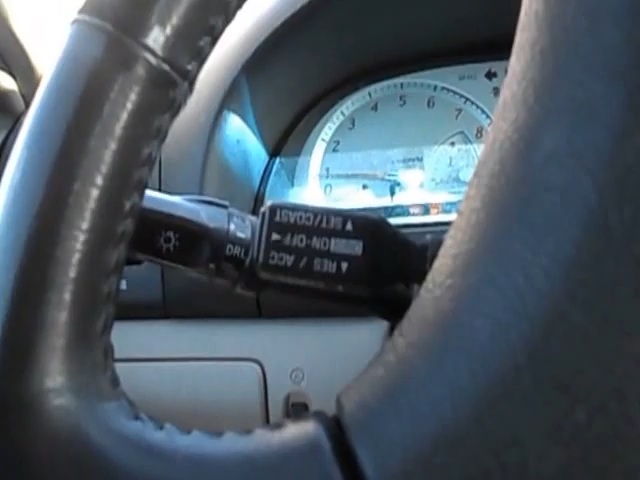 0 1 2 3 4 5 6 7 8
DRL
▲ RES / ACC
ON-OFF ◄
▼ SET/COAST